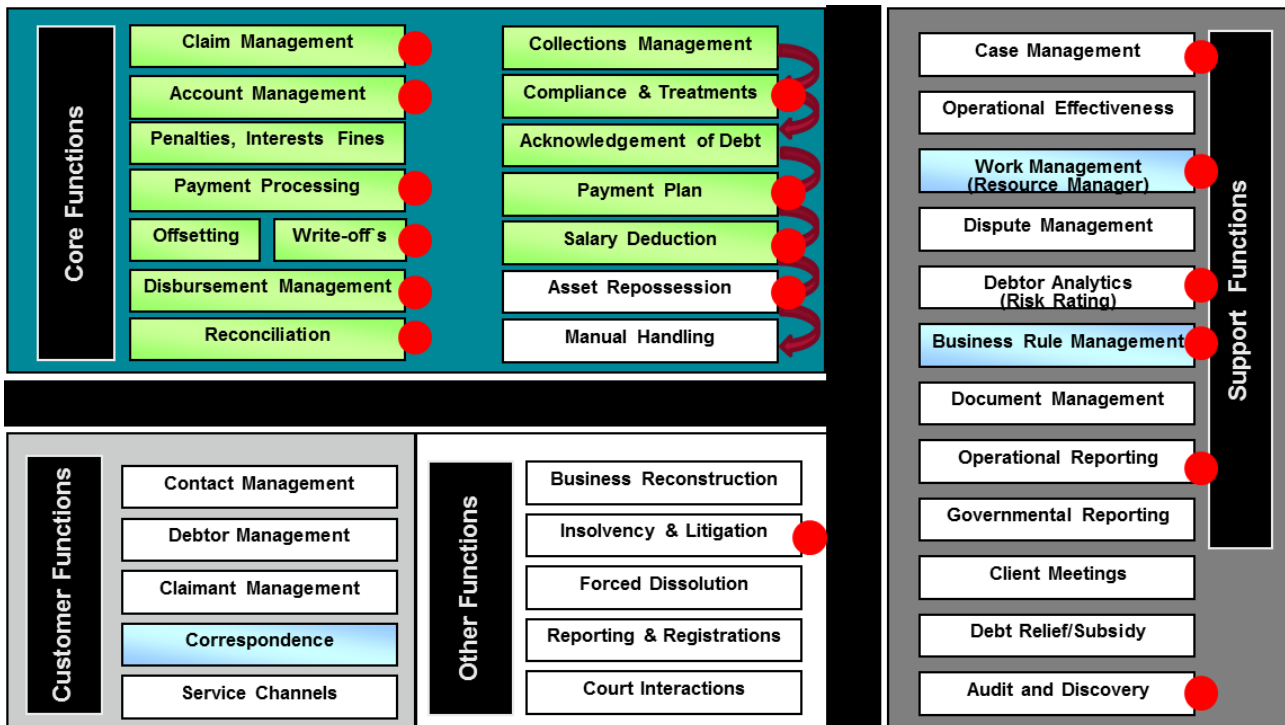 Core Functions
Claim Management
Account Management
Penalties, Interests Fines
Payment Processing
Offsetting
Write-off`s
Disbursement Management
Reconciliation
Collections Management
Compliance & Treatments
Acknowledgement of Debt
Payment Plan
Salary Deduction
Asset Repossession
Manual Handling
Customer Functions
Contact Management
Debtor Management
Claimant Management
Correspondence
Service Channels
Other Functions
Business Reconstruction
Insolvency & Litigation
Forced Dissolution
Reporting & Registrations
Court Interactions
Support Functions
Case Management
Operational Effectiveness
Work Management
(Resource Manager)
Dispute Management
Debtor Analytics
(Risk Rating)
Business Rule Management
Document Management
Operational Reporting
Governmental Reporting
Client Meetings
Debt Relief/Subsidy
Audit and Discovery